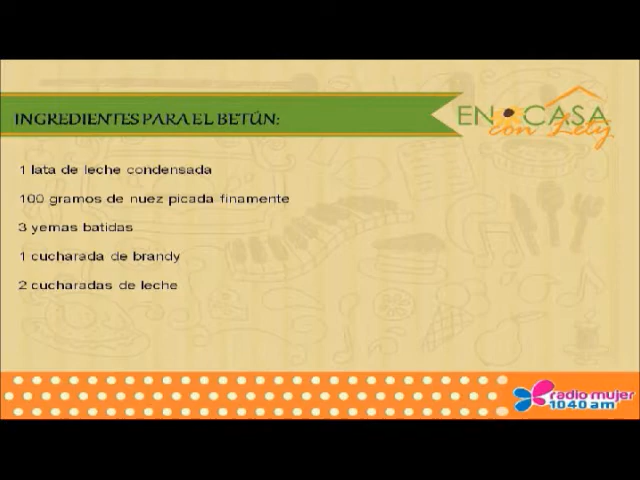 INGREDIENTES PARA EL BETÚN:
EN CASA
con Lety
1 lata de leche condensada
100 gramos de nuez picada finamente
3 yemas batidas
1 cucharada de brandy
2 cucharadas de leche
radio mujer
1040 am